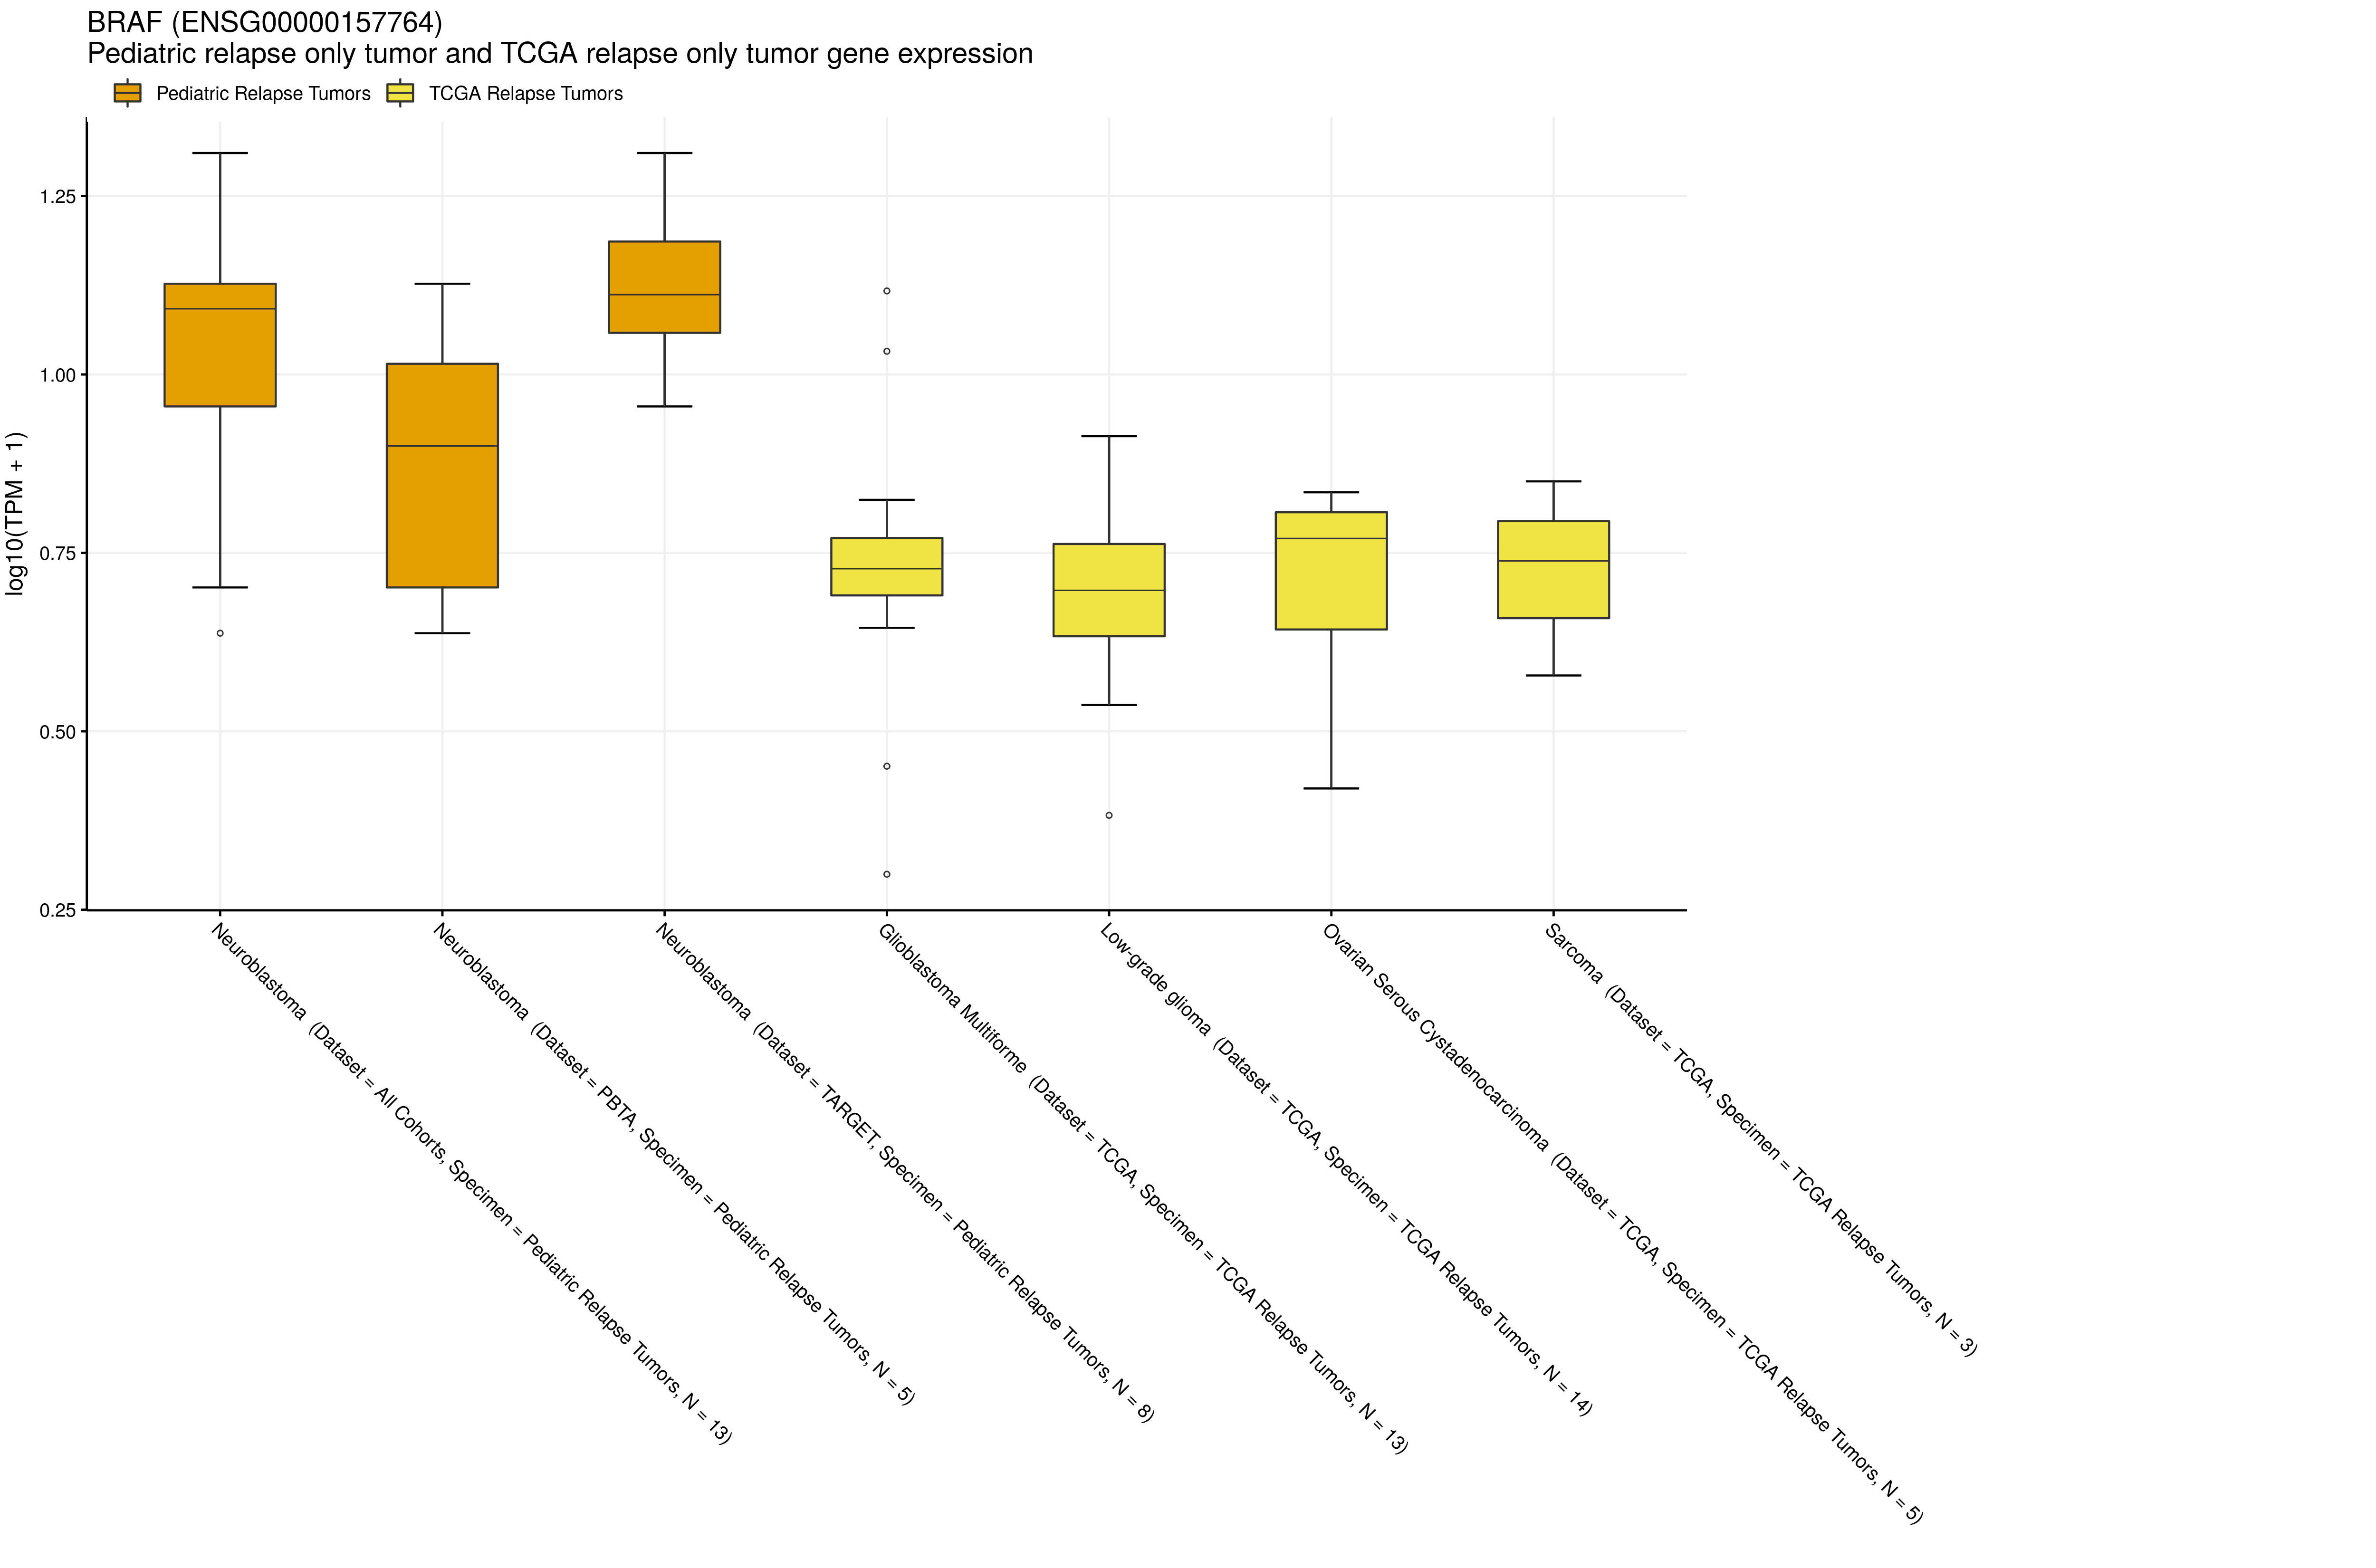 BRAF (ENSG00000157764)
Pediatric relapse only tumor and TCGA relapse only tumor gene expression
Pediatric Relapse Tumors
TCGA Relapse Tumors
log10(TPM + 1)
1.25
1.00
0.75
0.50
0.25
Neuroblastoma (Dataset = All Cohorts, Specimen = Pediatric Relapse Tumors, N = 13)
Neuroblastoma (Dataset = PBTA, Specimen = Pediatric Relapse Tumors, N = 5)
Neuroblastoma (Dataset = TARGET, Specimen = Pediatric Relapse Tumors, N = 8)
Glioblastoma Multiforme (Dataset = TCGA, Specimen = TCGA Relapse Tumors, N = 13)
Low-grade glioma (Dataset = TCGA, Specimen = TCGA Relapse Tumors, N = 14)
Ovarian Serous Cystadenocarcinoma (Dataset = TCGA, Specimen = TCGA Relapse Tumors, N = 5)
Sarcoma (Dataset = TCGA, Specimen = TCGA Relapse Tumors, N = 3)